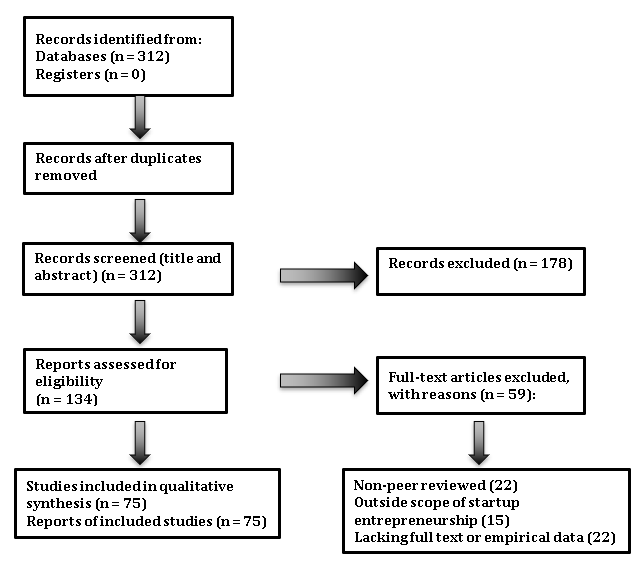 Records identified from:
Databases (n = 312)
Registers (n = 0)
Records after duplicates
removed
Records screened (title and
abstract) (n = 312)
Records excluded (n = 178)
Reports assessed for
eligibility
(n = 134)
Full-text articles excluded,
with reasons (n = 59):
Studies included in qualitative
synthesis (n = 75)
Reports of included studies (n = 75)
Non-peer reviewed (22)
Outside scope of startup
entrepreneurship (15)
Lacking full text or empirical data (22)